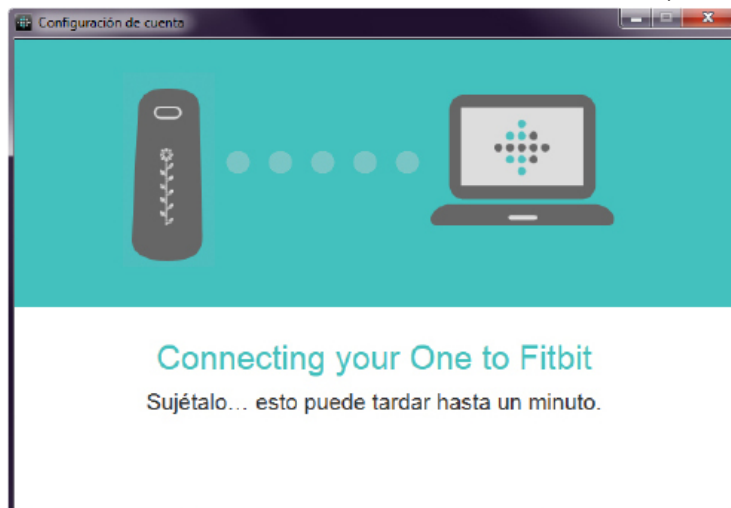 Configuración de cuenta
Connecting your One to Fitbit
Sujétalo... esto puede tardar hasta un minuto.